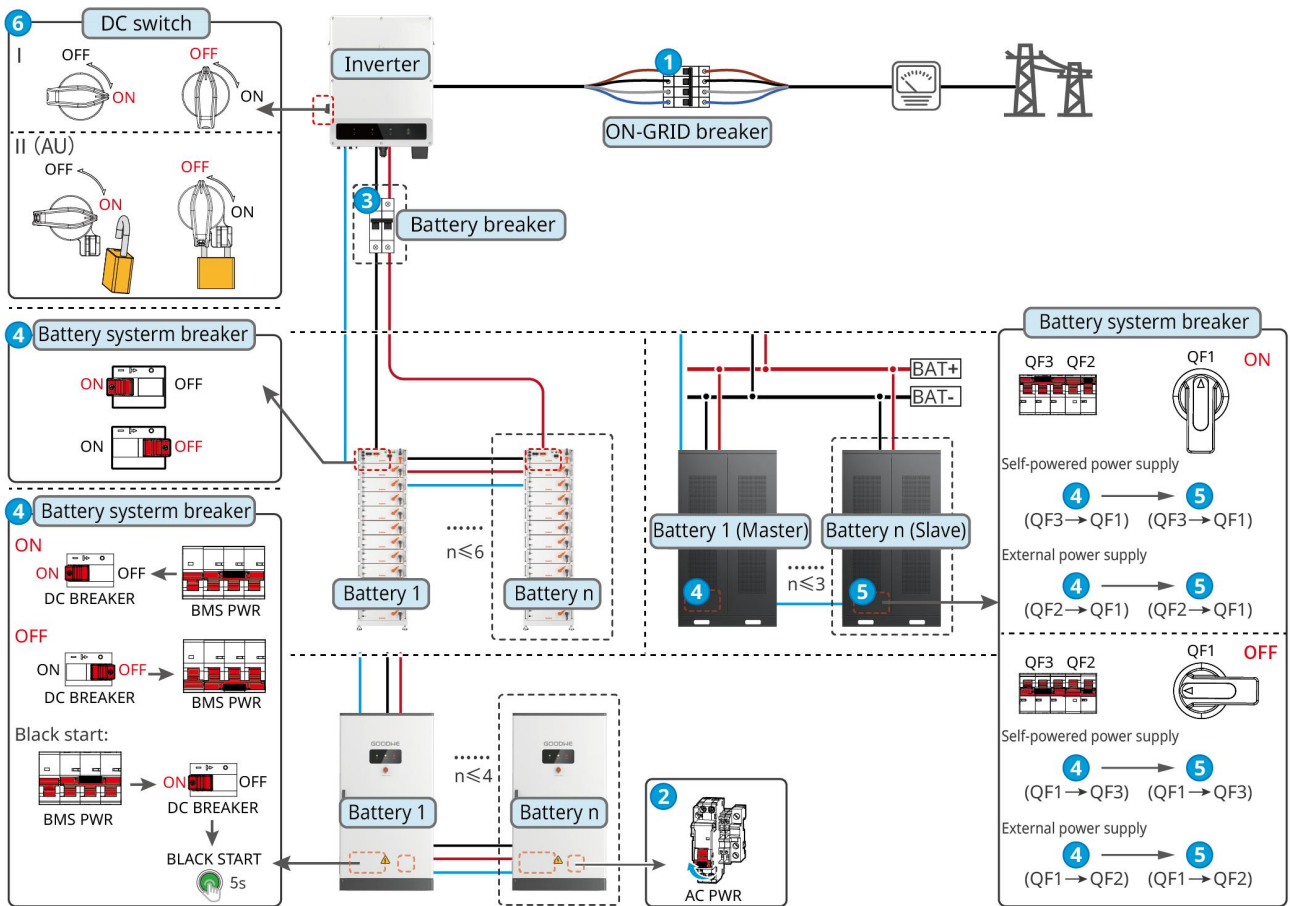 6
DC switch
I
OFF
ON
OFF
ON
II (AU)
OFF
ON
OFF
ON
Inverter
1
ON-GRID breaker
3
Battery breaker
4
Battery systerm breaker
ON
OFF
ON
OFF
4
Battery systerm breaker
ON
ON
OFF
DC BREAKER
BMS PWR
OFF
ON
OFF
DC BREAKER
BMS PWR
Black start:
BMS PWR
ON
OFF
DC BREAKER
BLACK START
5s
Battery 1
......
n≤6
Battery n
BAT+
BAT-
Battery 1 (Master)
Battery n (Slave)
......
n≤3
4
5
GOODWE
GOODWE
......
n≤4
Battery 1
Battery n
2
AC PWR
Battery systerm breaker
QF3 QF2
QF1
ON
Self-powered power supply
4 → 5
(QF3→QF1) (QF3→QF1)
External power supply
4 → 5
(QF2→QF1) (QF2→QF1)
QF3 QF2
QF1
OFF
Self-powered power supply
4 → 5
(QF1→QF3) (QF1→QF3)
External power supply
4 → 5
(QF1→QF2) (QF1→QF2)